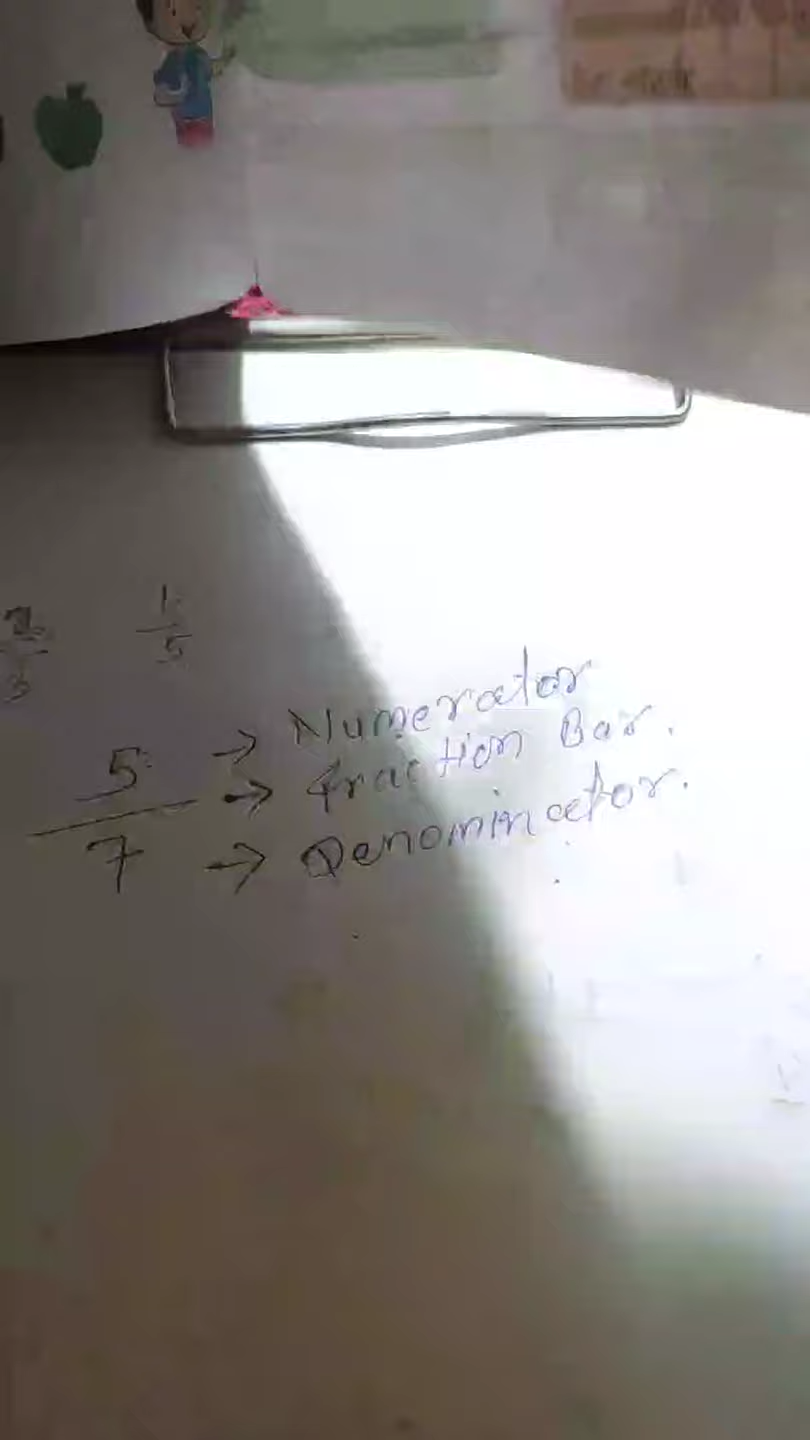 1/5
5 → Numerator
→ fraction Bar.
7 → Denominator.